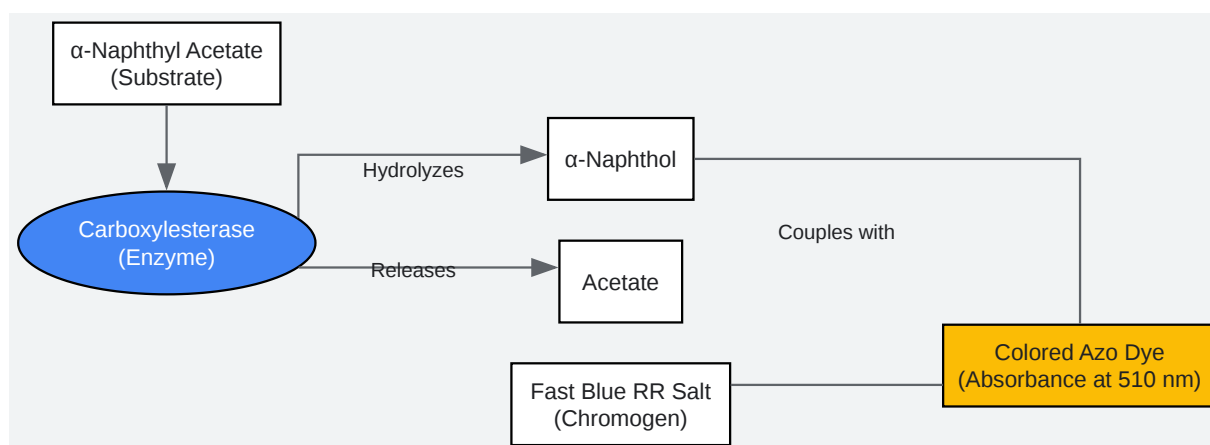 α-Naphthyl Acetate
(Substrate)
Hydrolyzes
α-Naphthol
Carboxylesterase
(Enzyme)
Couples with
Releases
Acetate
Colored Azo Dye
(Absorbance at 510 nm)
Fast Blue RR Salt
(Chromogen)